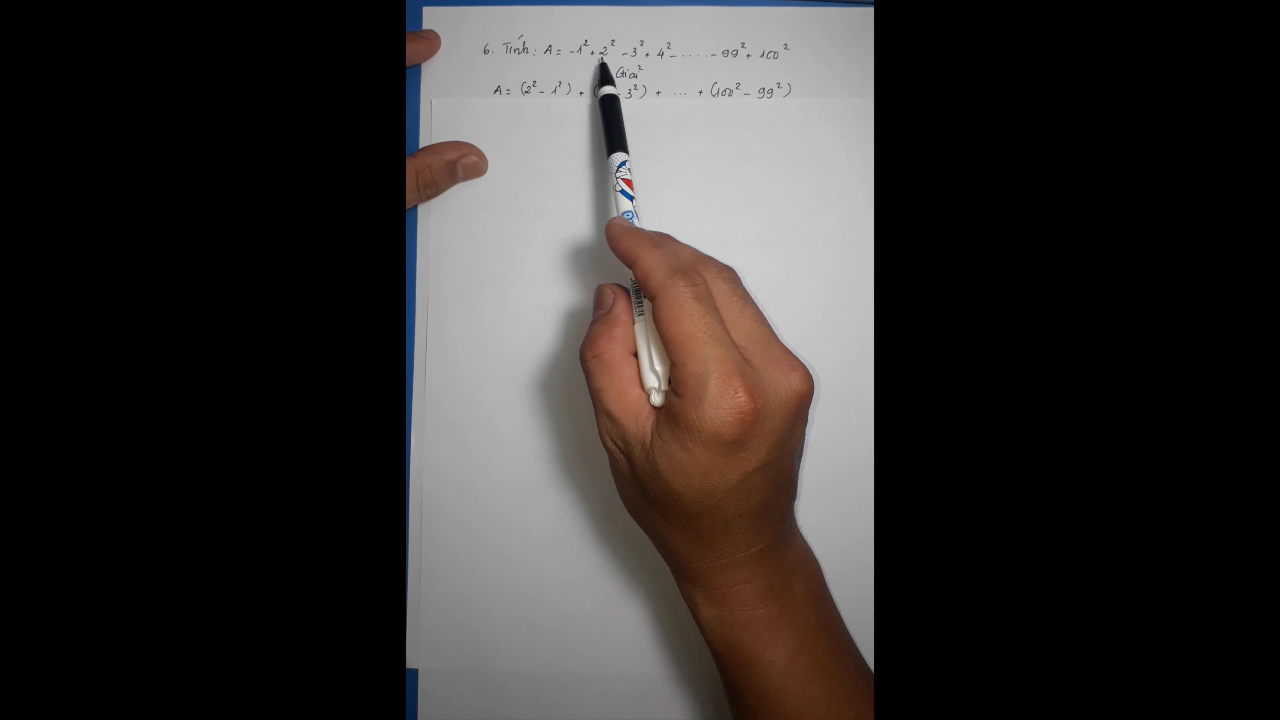 6. Tính: A = -1² + 2² - 3² + 4² - ..... - 99² + 100²
Giải
A = (2² - 1²) + ( - 3²) + ... + (100² - 99²)